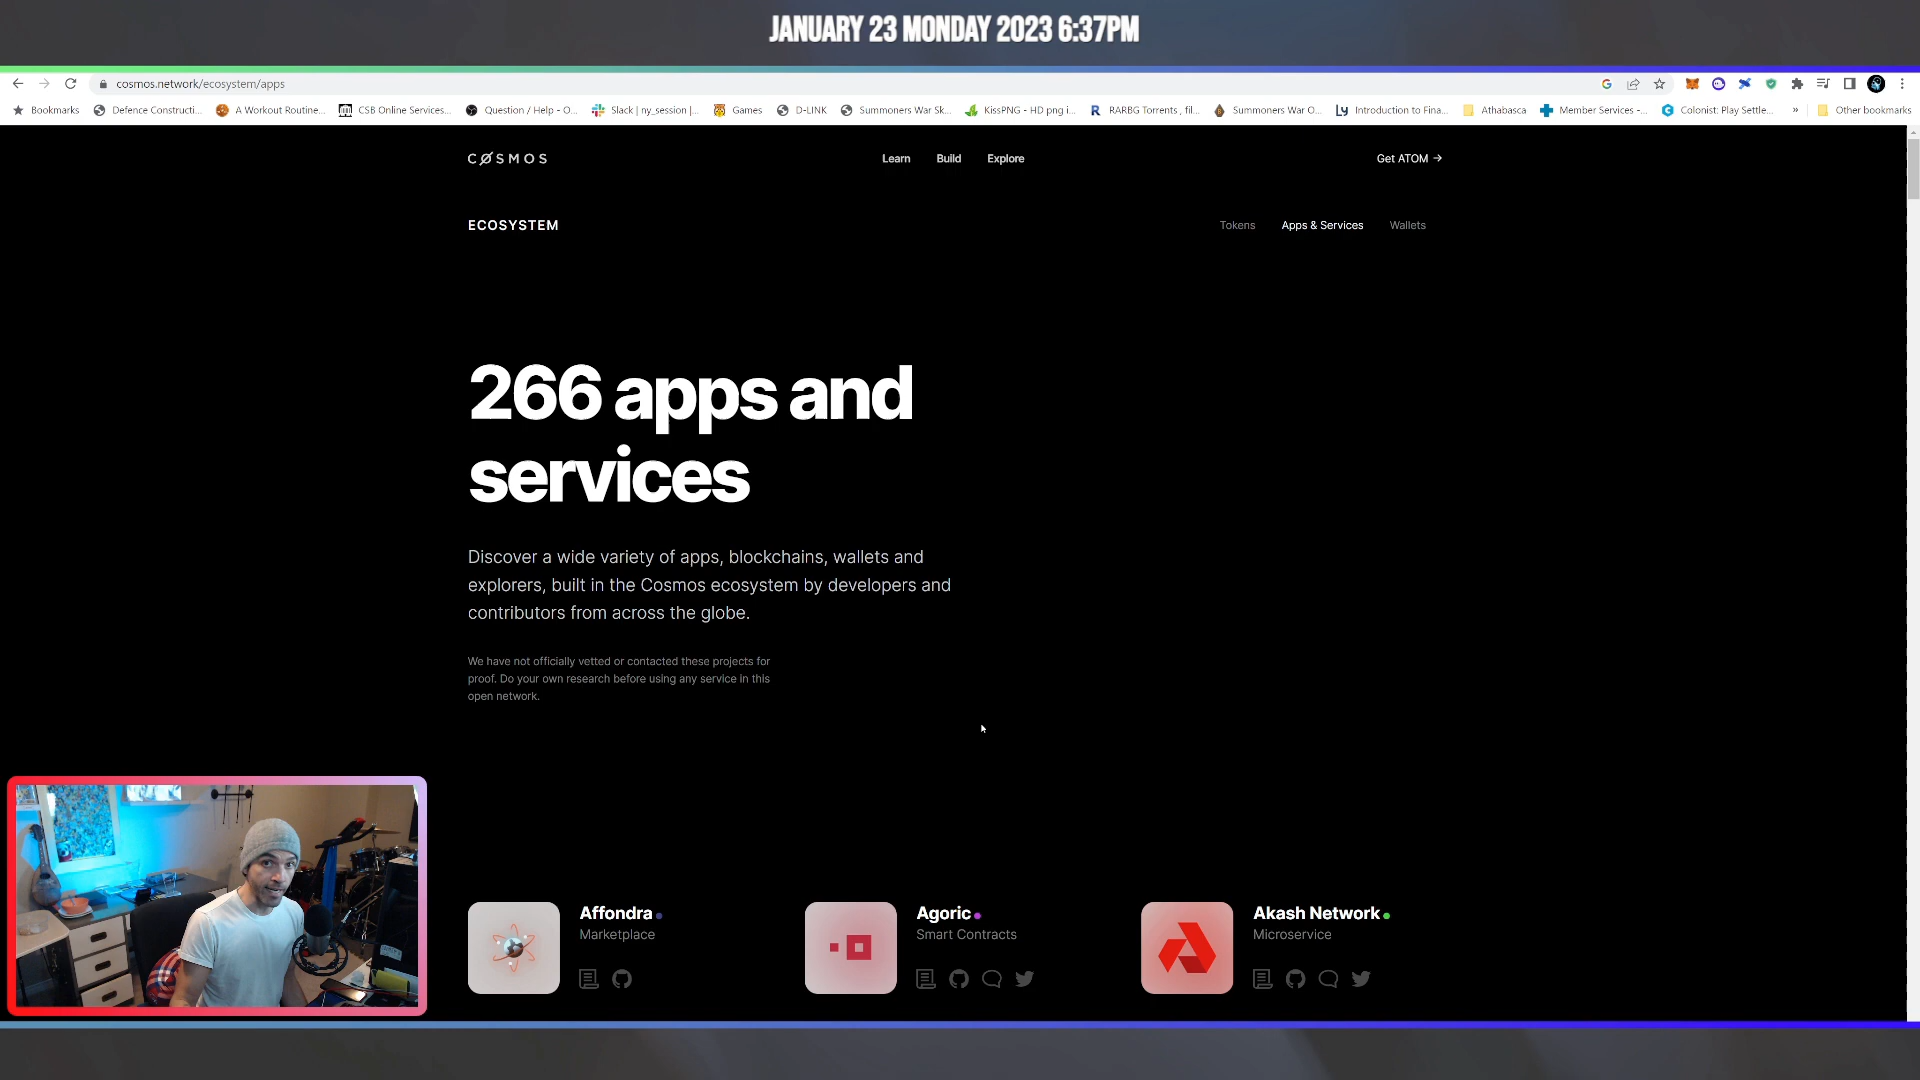 JANUARY 23 MONDAY 2023 6:37PM
cosmos.network/ecosystem/apps
Bookmarks Defence Constructi... A Workout Routine... CSB Online Services... Question / Help - O... Slack | ny_session |... Games D-LINK Summoners War Sk... KissPNG - HD png i... RARBG Torrents , fil... Summoners War O... Introduction to Fina... Athabasca Member Services -... Colonist: Play Settle... » Other bookmarks
COSMOS Learn Build Explore Get ATOM →
ECOSYSTEM Tokens Apps & Services Wallets
266 apps and
services
Discover a wide variety of apps, blockchains, wallets and
explorers, built in the Cosmos ecosystem by developers and
contributors from across the globe.
We have not officially vetted or contacted these projects for
proof. Do your own research before using any service in this
open network.
Affondra Agoric Akash Network
Marketplace Smart Contracts Microservice